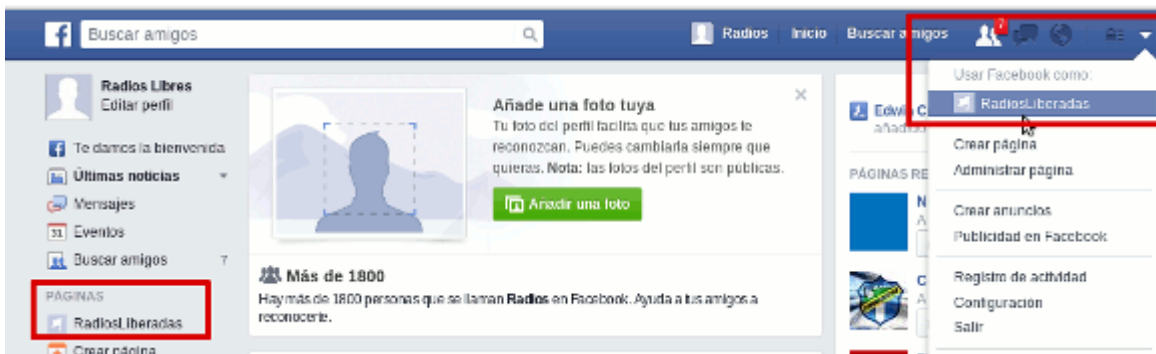 Buscar amigos
Radios Inicio Buscar amigos
7
Radios Libres
Editar perfil
Te damos la bienvenida
Últimas noticias
Mensajes
31 Eventos
Buscar amigos 7
PÁGINAS
RadiosLiberadas
Crear página
Añade una foto tuya
Tu foto del perfil facilita que tus amigos te
reconozcan. Puedes cambiarla siempre que
quieras. Nota: las fotos del perfil son públicas.
Añadir una foto
Más de 1800
Hay más de 1800 personas que se llaman Radios en Facebook. Ayuda a tus amigos a
reconocerte.
Edwin C
añadido
PÁGINAS RE
N
A
C
A
Usar Facebook como:
RadiosLiberadas
Crear página
Administrar página
Crear anuncios
Publicidad en Facebook
Registro de actividad
Configuración
Salir